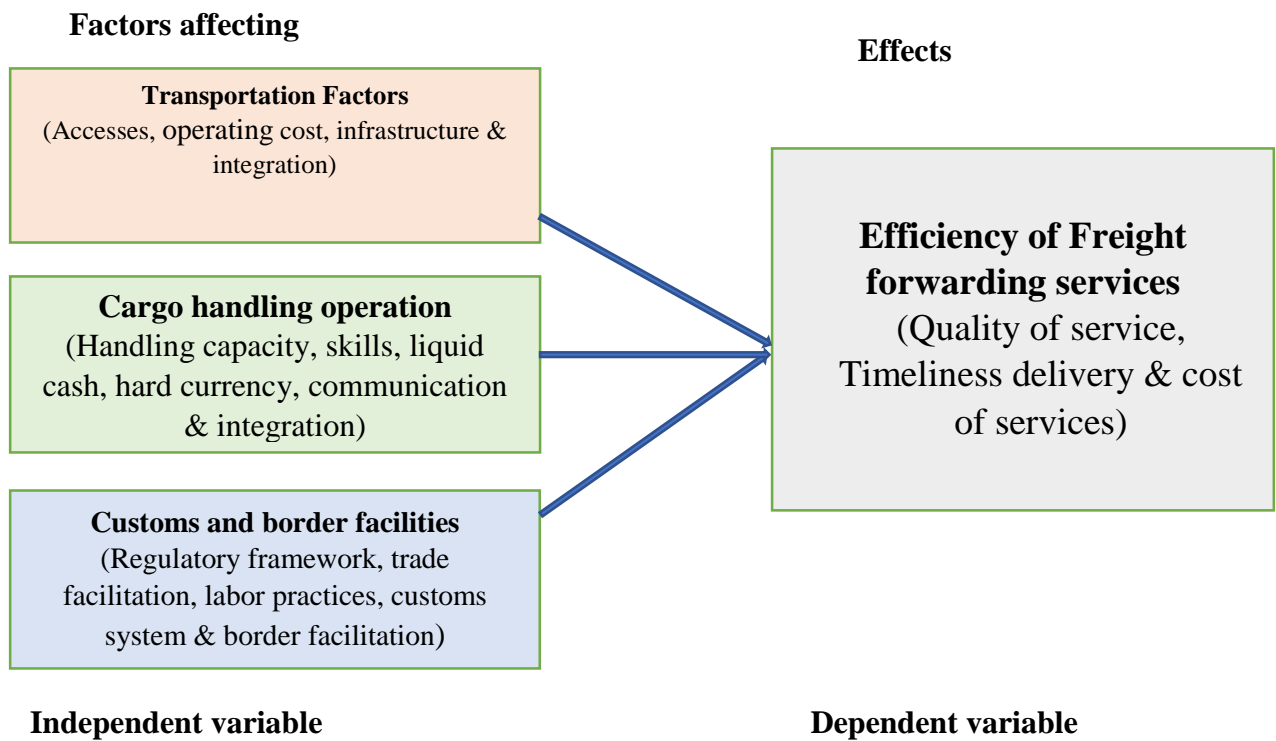 Factors affecting
Effects
Transportation Factors
(Accesses, operating cost, infrastructure &
integration)
Cargo handling operation
(Handling capacity, skills, liquid
cash, hard currency, communication
& integration)
Customs and border facilities
(Regulatory framework, trade
facilitation, labor practices, customs
system & border facilitation)
Efficiency of Freight
forwarding services
(Quality of service,
Timeliness delivery & cost
of services)
Independent variable
Dependent variable